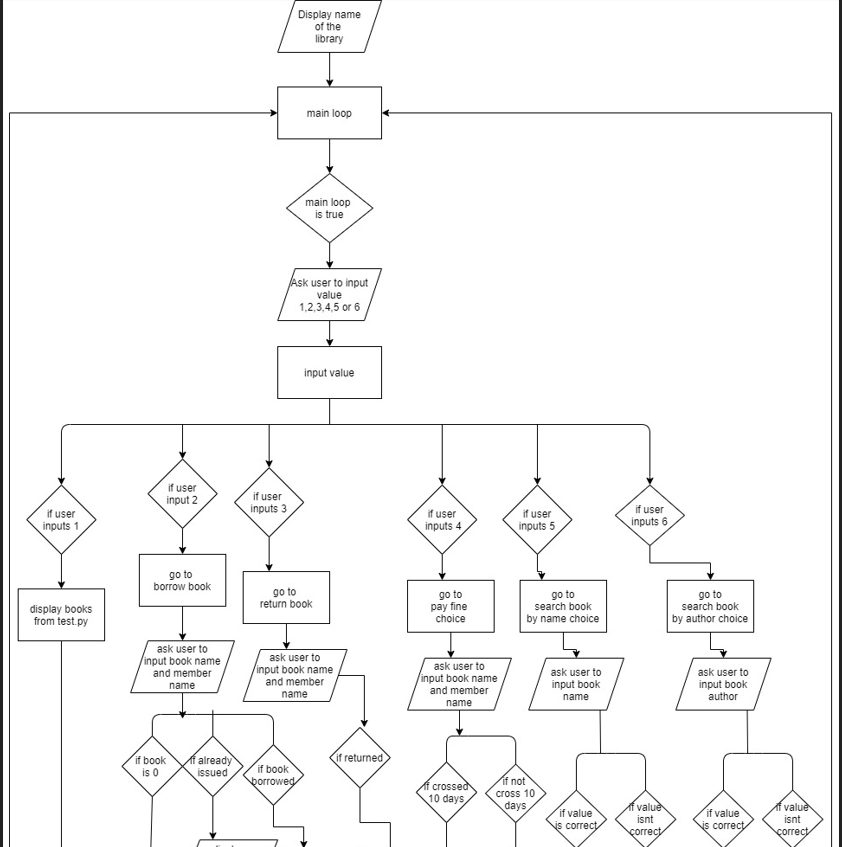 Display name
of the
library
main loop
main loop
is true
Ask user to input
value
1,2,3,4,5 or 6
input value
if user
inputs 1
if user
input 2
if user
inputs 3
if user
inputs 4
if user
inputs 5
if user
inputs 6
display books
from test.py
go to
borrow book
go to
return book
go to
pay fine
choice
go to
search book
by name choice
go to
search book
by author choice
ask user to
input book name
and member
name
ask user to
input book name
and member
name
ask user to
input book name
and member
name
ask user to
input book
name
ask user to
input book
author
if book
is 0
if already
issued
if book
borrowed
if returned
if crossed
10 days
if not
cross 10
days
if value
is correct
if value
isnt
correct
if value
is correct
if value
isnt
correct